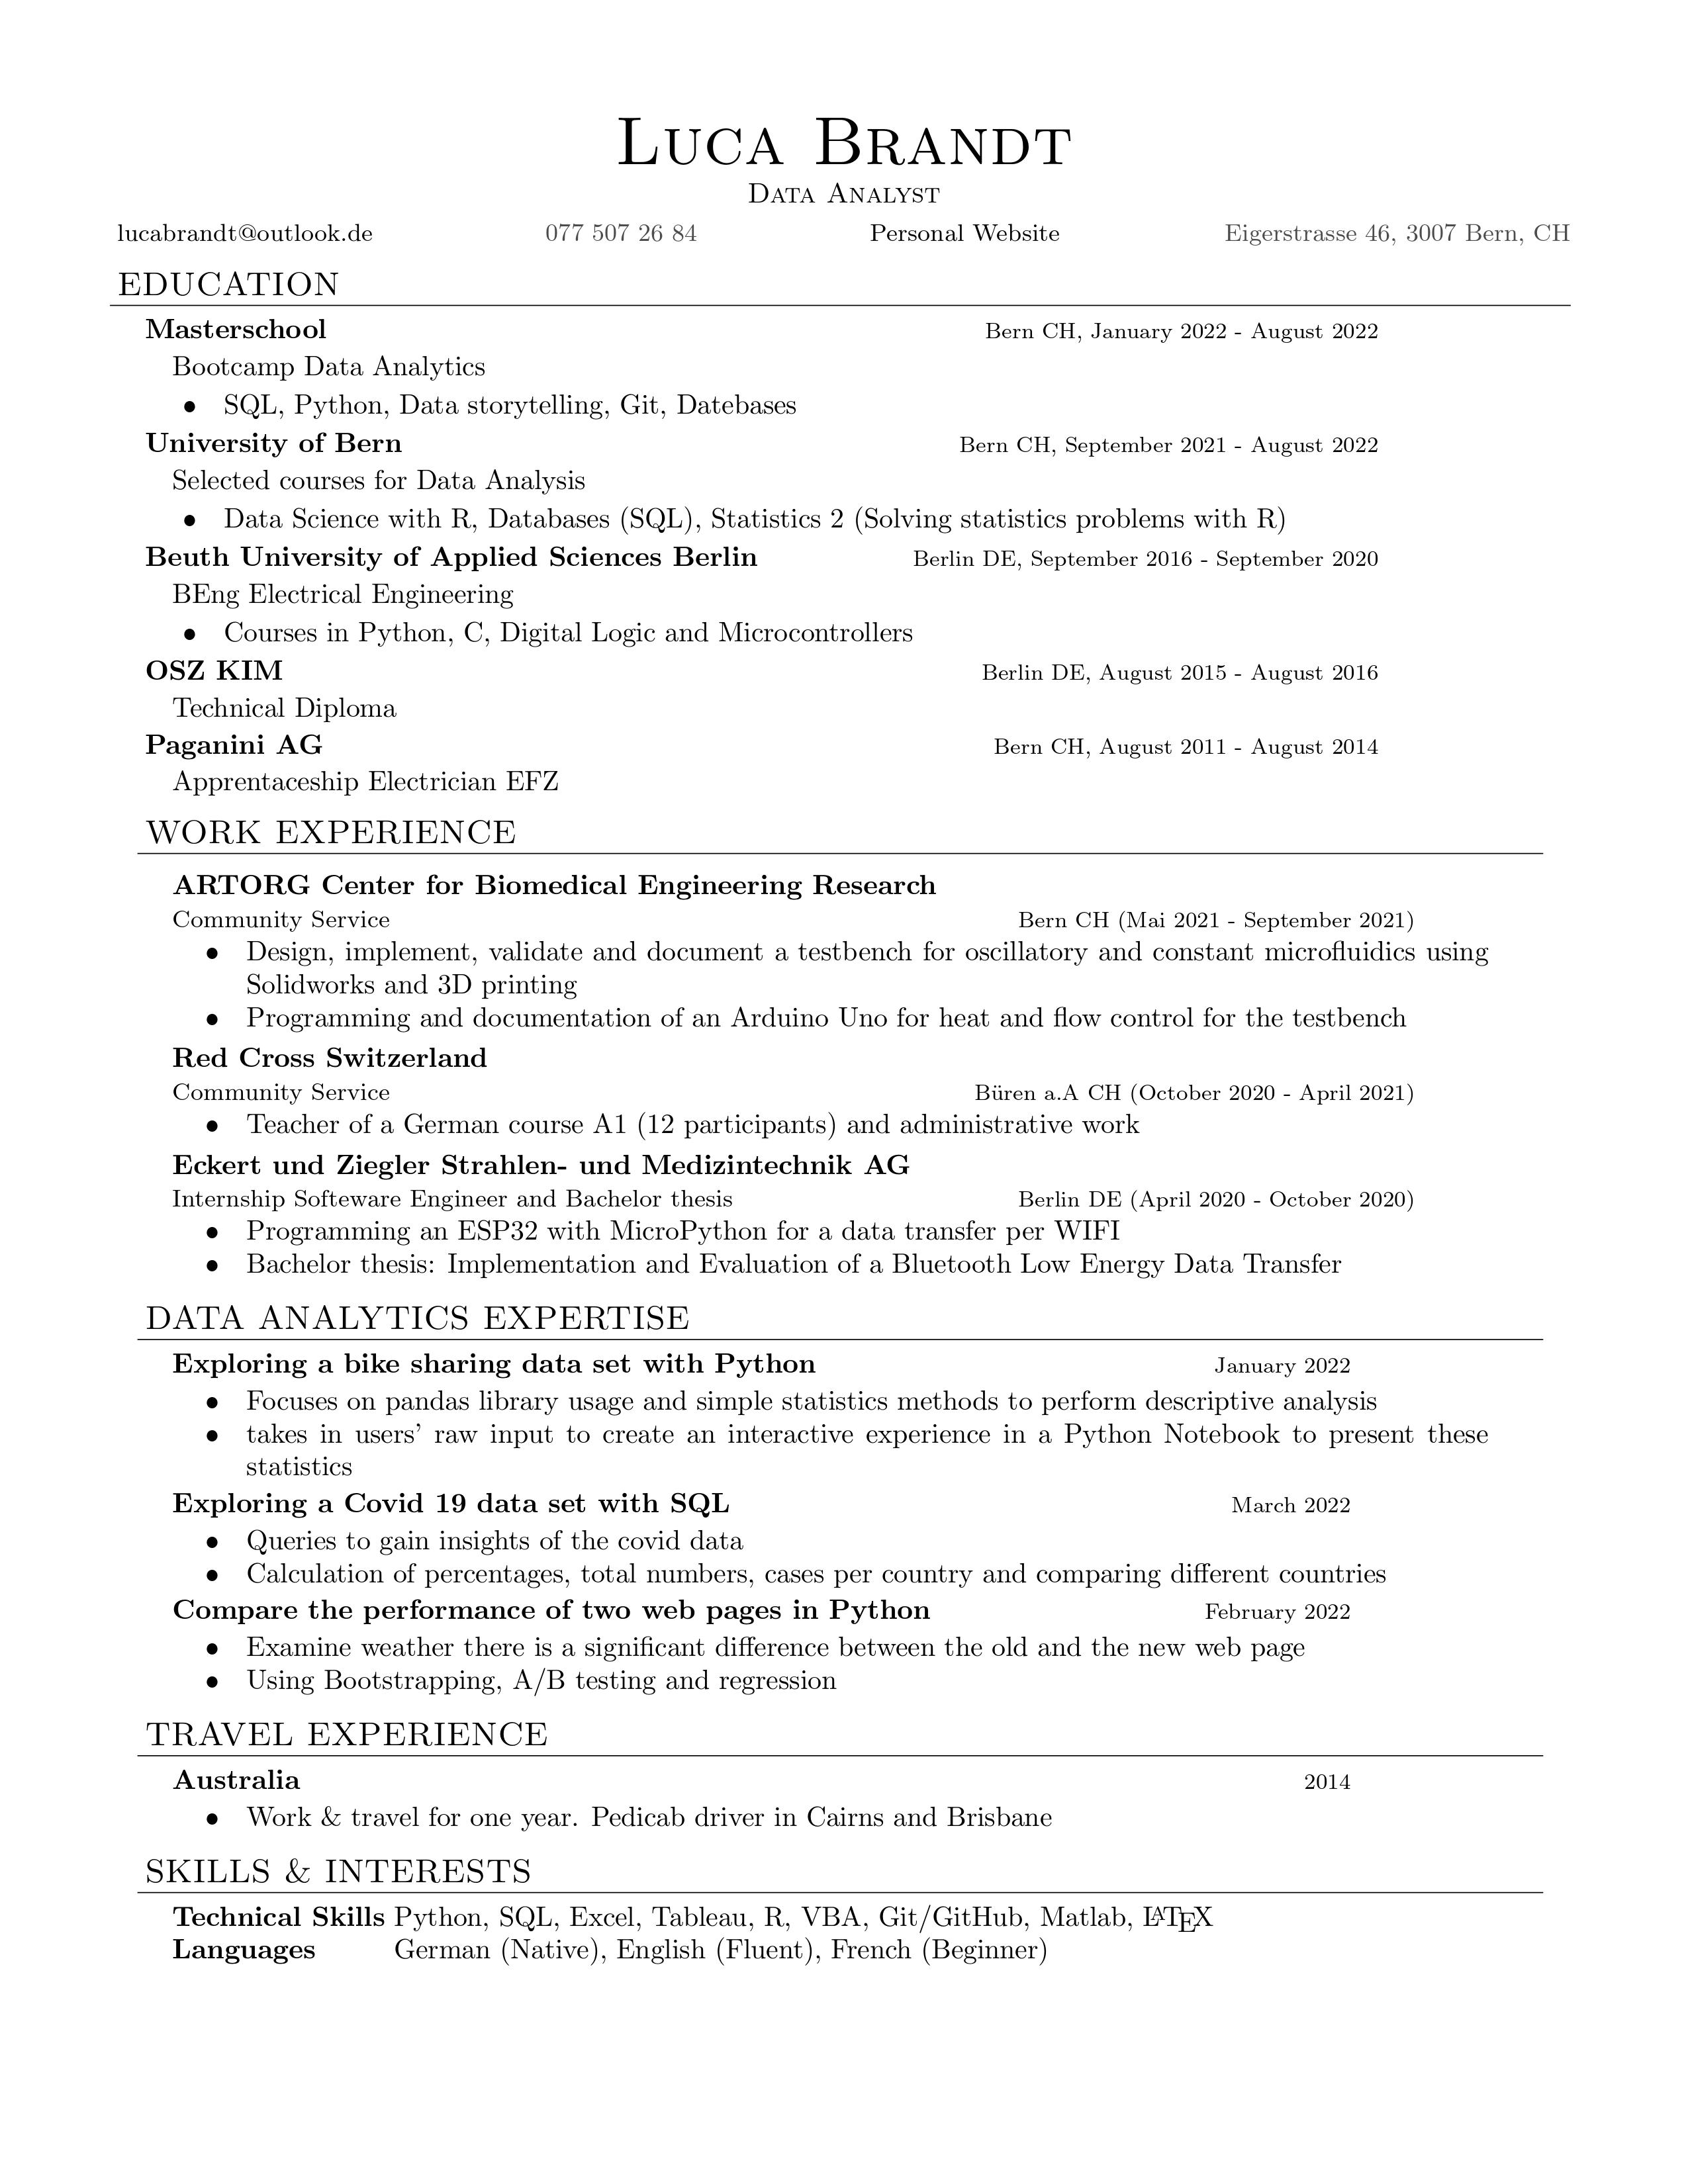 Luca Brandt
Data Analyst
lucabrandt@outlook.de 077 507 26 84 Personal Website Eigerstrasse 46, 3007 Bern, CH
EDUCATION
Masterschool Bern CH, January 2022 - August 2022
Bootcamp Data Analytics
• SQL, Python, Data storytelling, Git, Datebases
University of Bern Bern CH, September 2021 - August 2022
Selected courses for Data Analysis
• Data Science with R, Databases (SQL), Statistics 2 (Solving statistics problems with R)
Beuth University of Applied Sciences Berlin Berlin DE, September 2016 - September 2020
BEng Electrical Engineering
• Courses in Python, C, Digital Logic and Microcontrollers
OSZ KIM Berlin DE, August 2015 - August 2016
Technical Diploma
Paganini AG Bern CH, August 2011 - August 2014
Apprentaceship Electrician EFZ
WORK EXPERIENCE
ARTORG Center for Biomedical Engineering Research
Community Service Bern CH (Mai 2021 - September 2021)
• Design, implement, validate and document a testbench for oscillatory and constant microfluidics using
Solidworks and 3D printing
• Programming and documentation of an Arduino Uno for heat and flow control for the testbench
Red Cross Switzerland
Community Service Büren a.A CH (October 2020 - April 2021)
• Teacher of a German course A1 (12 participants) and administrative work
Eckert und Ziegler Strahlen- und Medizintechnik AG
Internship Softeware Engineer and Bachelor thesis Berlin DE (April 2020 - October 2020)
• Programming an ESP32 with MicroPython for a data transfer per WIFI
• Bachelor thesis: Implementation and Evaluation of a Bluetooth Low Energy Data Transfer
DATA ANALYTICS EXPERTISE
Exploring a bike sharing data set with Python January 2022
• Focuses on pandas library usage and simple statistics methods to perform descriptive analysis
• takes in users' raw input to create an interactive experience in a Python Notebook to present these
statistics
Exploring a Covid 19 data set with SQL March 2022
• Queries to gain insights of the covid data
• Calculation of percentages, total numbers, cases per country and comparing different countries
Compare the performance of two web pages in Python February 2022
• Examine weather there is a significant difference between the old and the new web page
• Using Bootstrapping, A/B testing and regression
TRAVEL EXPERIENCE
Australia 2014
• Work & travel for one year. Pedicab driver in Cairns and Brisbane
SKILLS & INTERESTS
Technical Skills Python, SQL, Excel, Tableau, R, VBA, Git/GitHub, Matlab, LATEX
Languages German (Native), English (Fluent), French (Beginner)